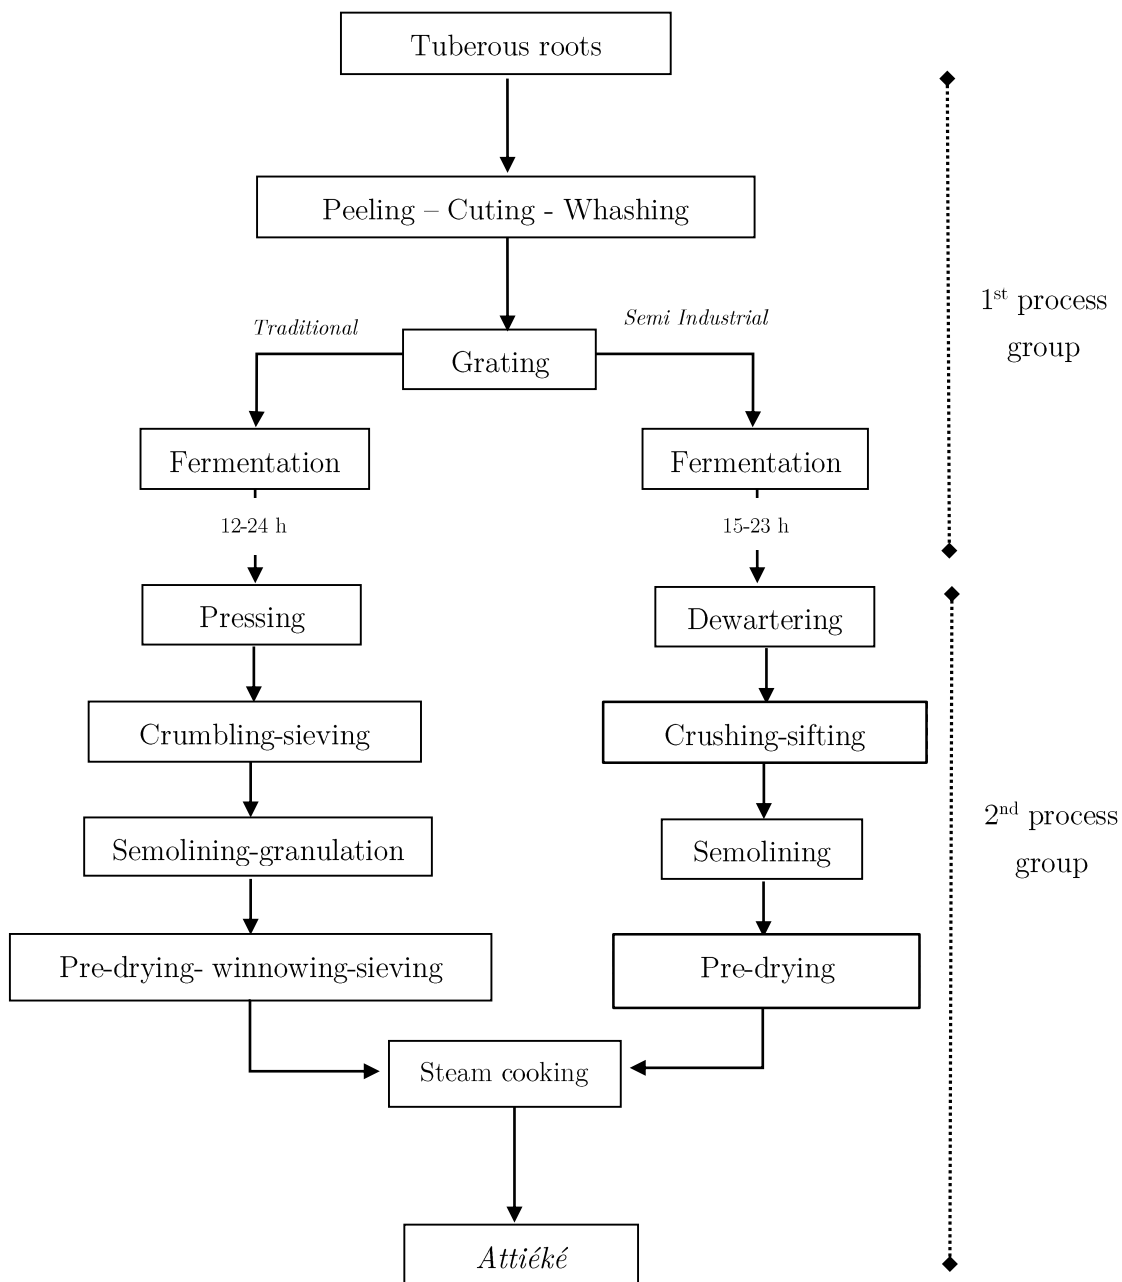 Tuberous roots
Peeling – Cuting - Whashing
Traditional
Semi Industrial
Grating
1st process
group
Fermentation
Fermentation
12-24 h
15-23 h
Pressing
Dewartering
Crumbling-sieving
Crushing-sifting
2nd process
group
Semolining-granulation
Semolining
Pre-drying- winnowing-sieving
Pre-drying
Steam cooking
Attiéké